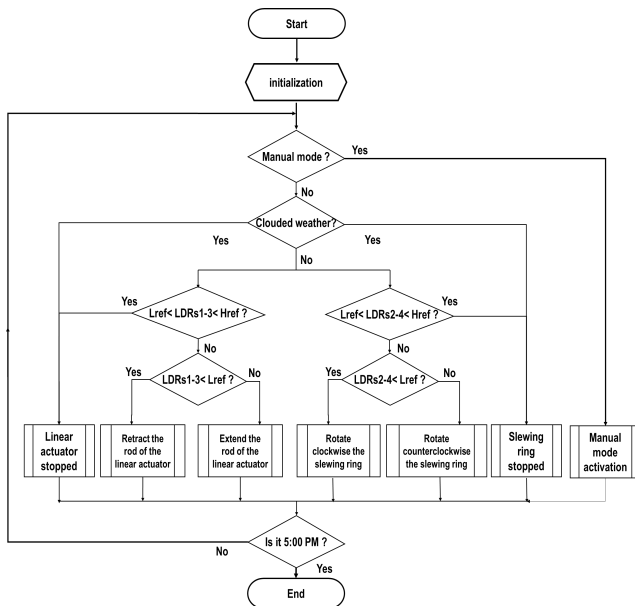 Start
initialization
Manual mode ?
Yes
No
Clouded weather?
Yes
Yes
No
Yes
Lref< LDRs1-3< Href ?
Lref< LDRs2-4< Href ?
Yes
No
No
Yes
LDRs1-3< Lref ?
No
Yes
LDRs2-4< Lref ?
No
Linear
actuator
stopped
Retract the
rod of the
linear actuator
Extend the
rod of the
linear actuator
Rotate
clockwise the
slewing ring
Rotate
counterclockwise
the slewing ring
Slewing
ring
stopped
Manual
mode
activation
Is it 5:00 PM ?
No
Yes
End